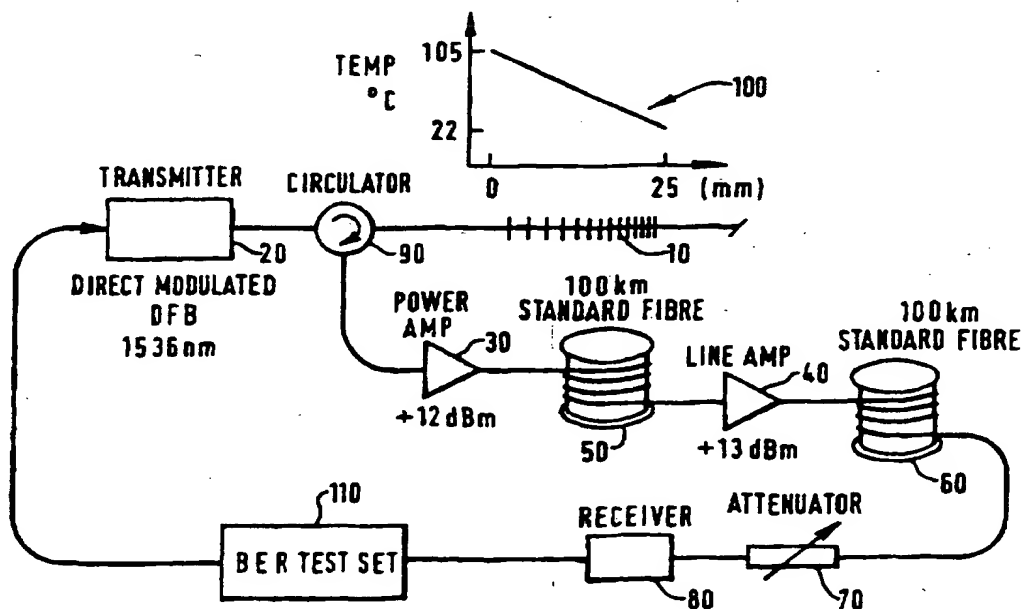 105
TEMP
°C
100
22
0
25 (mm)
TRANSMITTER
CIRCULATOR
20
90
10
DIRECT MODULATED
DFB
1536nm
POWER
AMP
30
+12dBm
100km
STANDARD FIBRE
50
LINE AMP
40
+13dBm
100km
STANDARD FIBRE
60
110
BER TEST SET
RECEIVER
80
ATTENUATOR
70